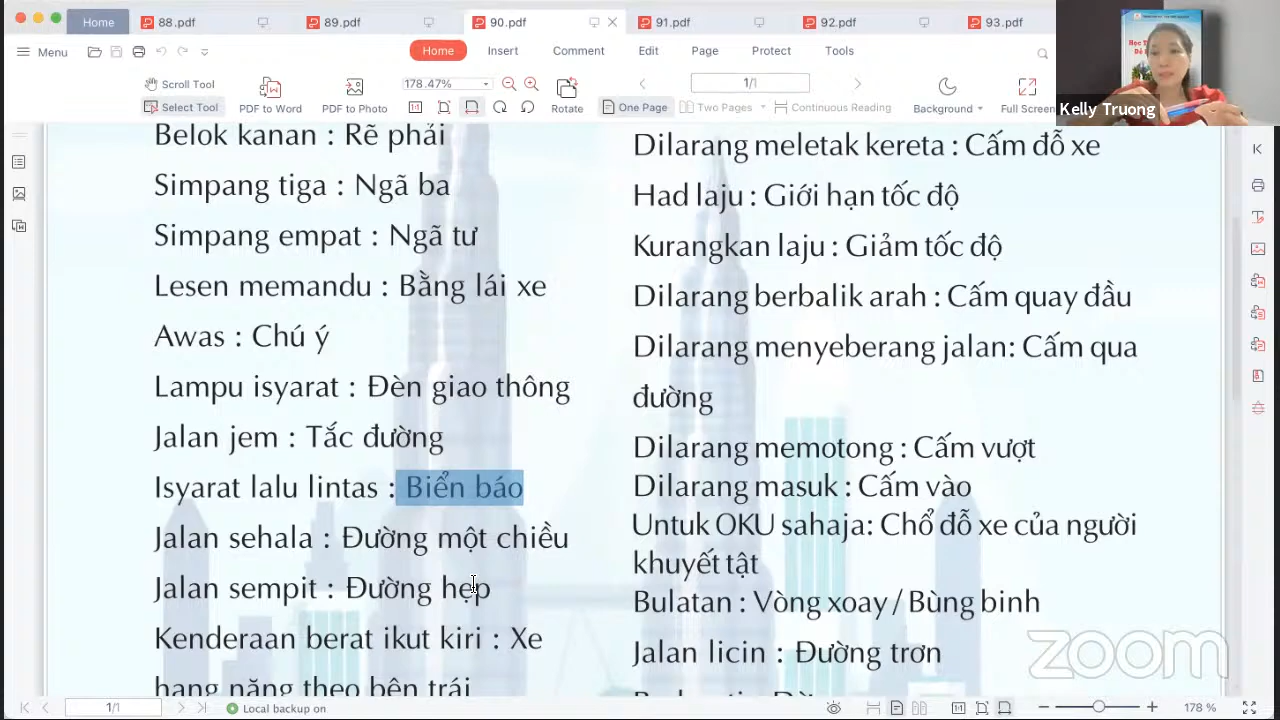 Home
88.pdf
89.pdf
90.pdf
91.pdf
92.pdf
93.pdf
Menu
Home
Insert
Comment
Edit
Page
Protect
Tools
Scroll Tool
Select Tool
PDF to Word
PDF to Photo
178.47%
Rotate
1/1
One Page
Two Pages
Continuous Reading
Background
Full Screen
Kelly Truong
Belok kanan : Rẽ phải
Simpang tiga : Ngã ba
Simpang empat : Ngã tư
Lesen memandu : Bằng lái xe
Awas : Chú ý
Lampu isyarat : Đèn giao thông
Jalan jem : Tắc đường
Isyarat lalu lintas : Biển báo
Jalan sehala : Đường một chiều
Jalan sempit : Đường hẹp
Kenderaan berat ikut kiri : Xe
hạng nặng theo bên trái
Dilarang meletak kereta : Cấm đỗ xe
Had laju : Giới hạn tốc độ
Kurangkan laju : Giảm tốc độ
Dilarang berbalik arah : Cấm quay đầu
Dilarang menyeberang jalan: Cấm qua
đường
Dilarang memotong : Cấm vượt
Dilarang masuk : Cấm vào
Untuk OKU sahaja: Chổ đỗ xe của người
khuyết tật
Bulatan : Vòng xoay / Bùng binh
Jalan licin : Đường trơn
zoom
1/1
Local backup on
178 %